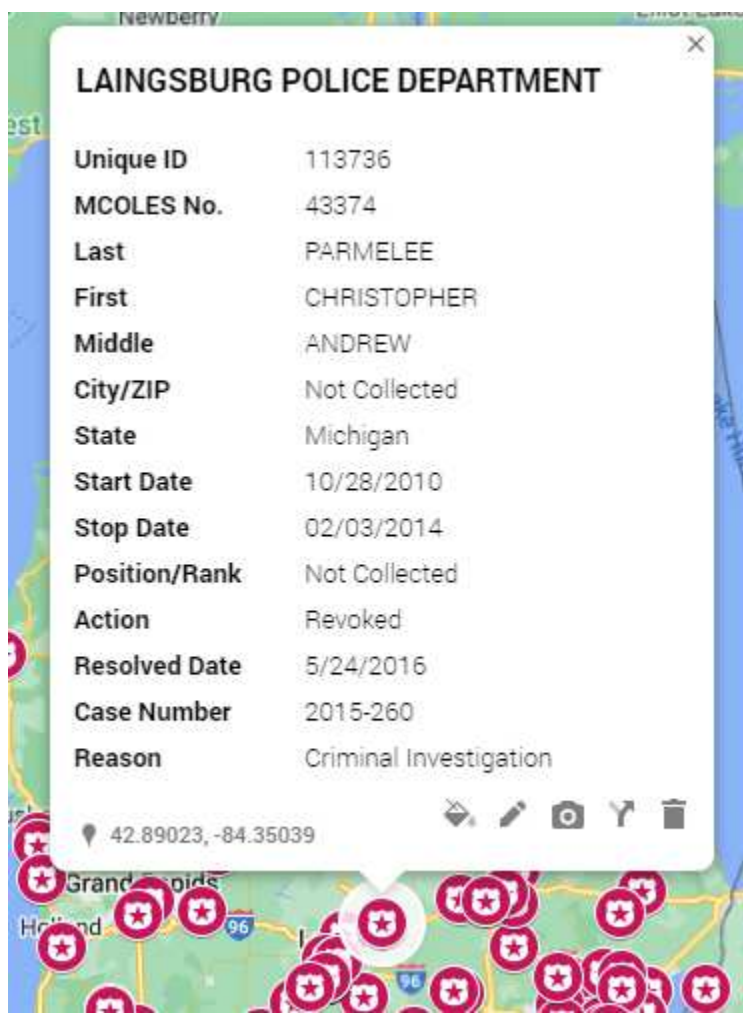 Newberry
LAINGSBURG POLICE DEPARTMENT
Unique ID 113736
MCOLES No. 43374
Last PARMELEE
First CHRISTOPHER
Middle ANDREW
City/ZIP Not Collected
State Michigan
Start Date 10/28/2010
Stop Date 02/03/2014
Position/Rank Not Collected
Action Revoked
Resolved Date 5/24/2016
Case Number 2015-260
Reason Criminal Investigation
42.89023, -84.35039
Grand
96
96